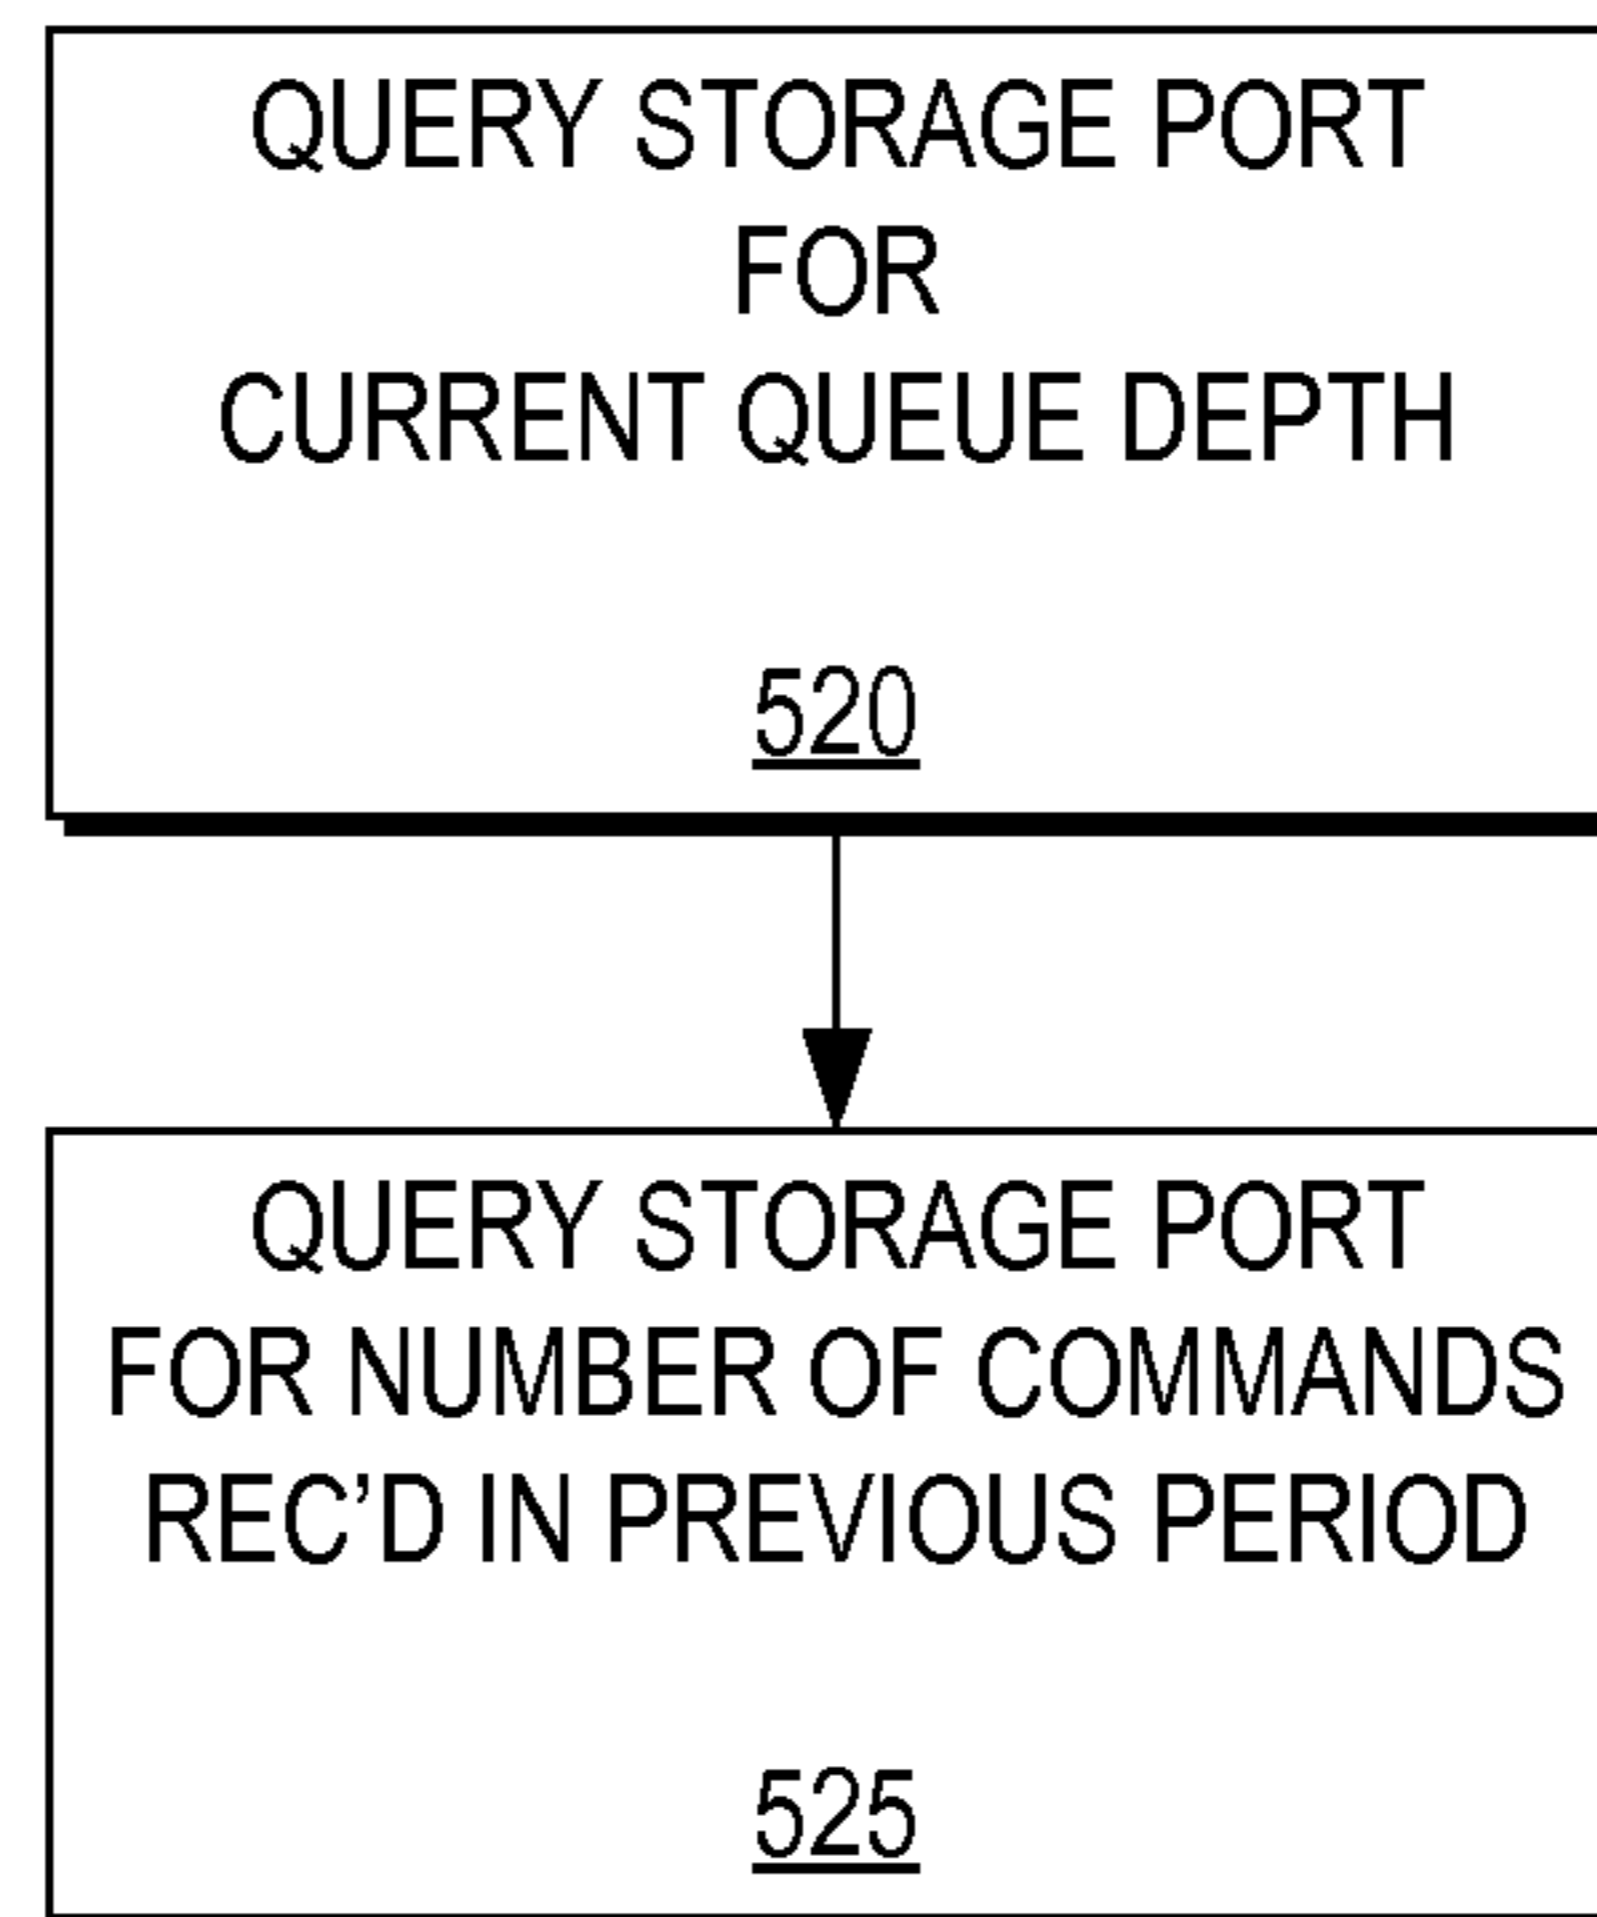 QUERY STORAGE PORT
FOR
CURRENT QUEUE DEPTH
520
QUERY STORAGE PORT
FOR NUMBER OF COMMANDS
REC’D IN PREVIOUS PERIOD
525